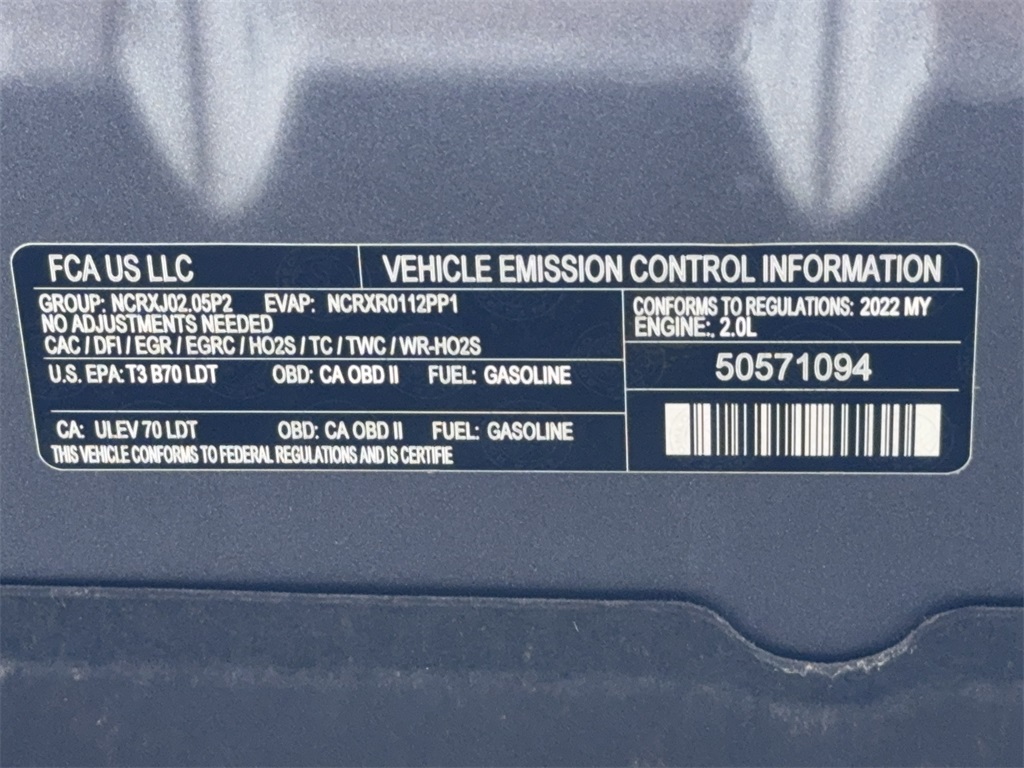 FCA US LLC VEHICLE EMISSION CONTROL INFORMATION
GROUP: NCRXJ02.05P2 EVAP: NCRXR0112PP1
NO ADJUSTMENTS NEEDED
CAC / DFI / EGR / EGRC / HO2S / TC / TWC / WR-HO2S
U.S. EPA: T3 B70 LDT OBD: CA OBD II FUEL: GASOLINE
CA: ULEV 70 LDT OBD: CA OBD II FUEL: GASOLINE
THIS VEHICLE CONFORMS TO FEDERAL REGULATIONS AND IS CERTIFIE
CONFORMS TO REGULATIONS: 2022 MY
ENGINE: 2.0L
50571094